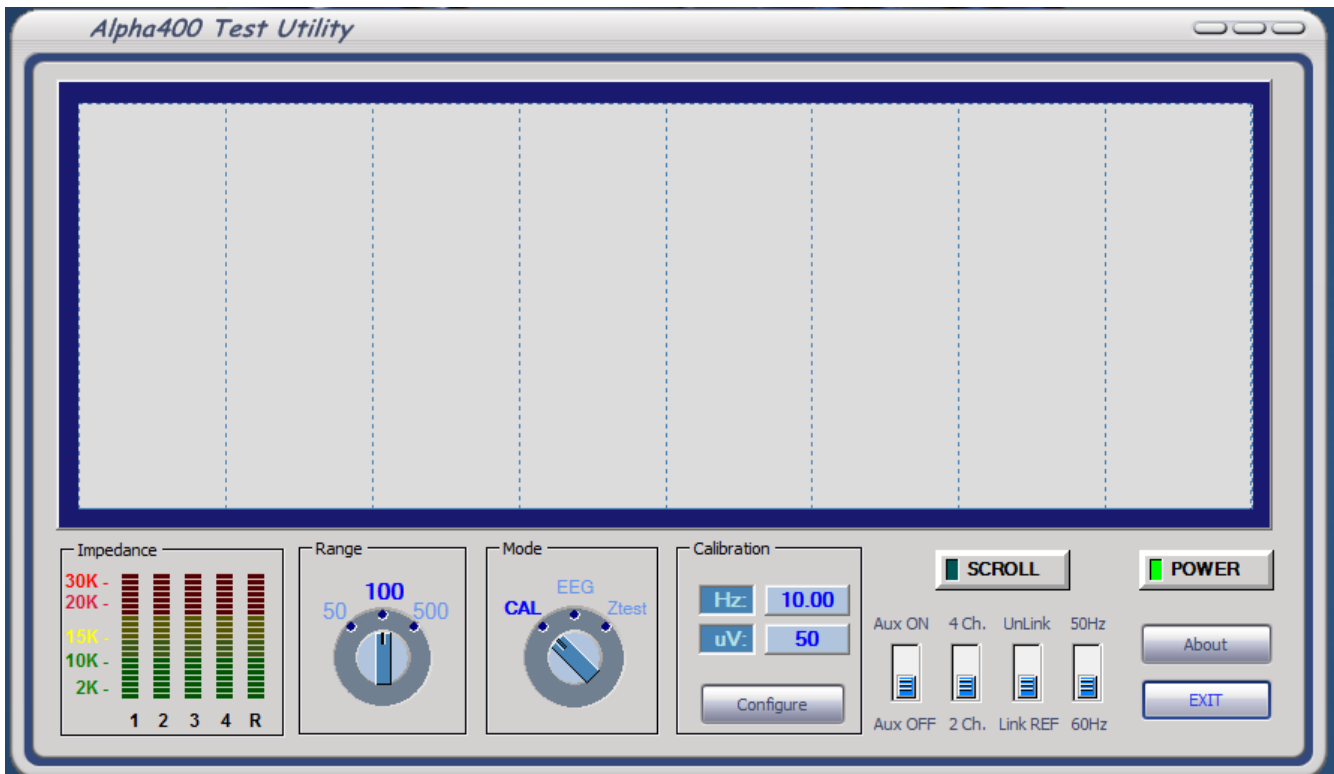 Alpha400 Test Utility
Impedance
30K -
20K -
15K -
10K -
2K -
1 2 3 4 R
Range
50 100 500
Mode
CAL EEG Ztest
Calibration
Hz: 10.00
uV: 50
Configure
SCROLL
Aux ON 4 Ch. UnLink 50Hz
Aux OFF 2 Ch. Link REF 60Hz
POWER
About
EXIT